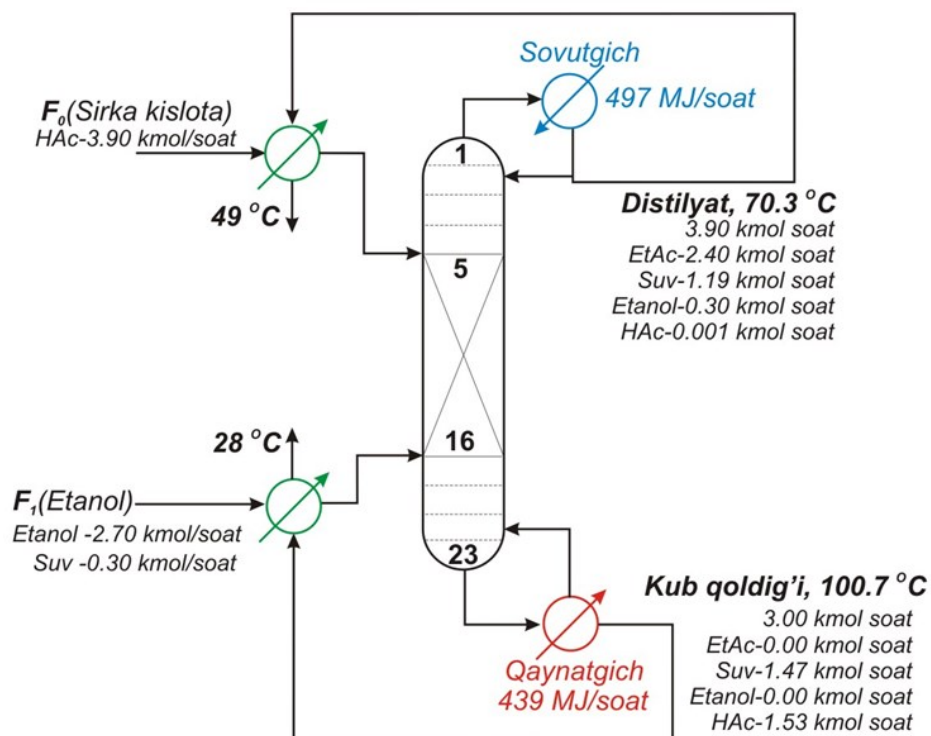 Sovutgich
497 MJ/soat
F₀(Sirka kislota)
HAc-3.90 kmol/soat
1
49 °C
Distilyat, 70.3 °C
3.90 kmol soat
EtAc-2.40 kmol soat
Suv-1.19 kmol soat
Etanol-0.30 kmol soat
HAc-0.001 kmol soat
5
28 °C
16
F₁(Etanol)
Etanol -2.70 kmol/soat
Suv -0.30 kmol/soat
23
Kub qoldig’i, 100.7 °C
3.00 kmol soat
EtAc-0.00 kmol soat
Suv-1.47 kmol soat
Etanol-0.00 kmol soat
HAc-1.53 kmol soat
Qaynatgich
439 MJ/soat